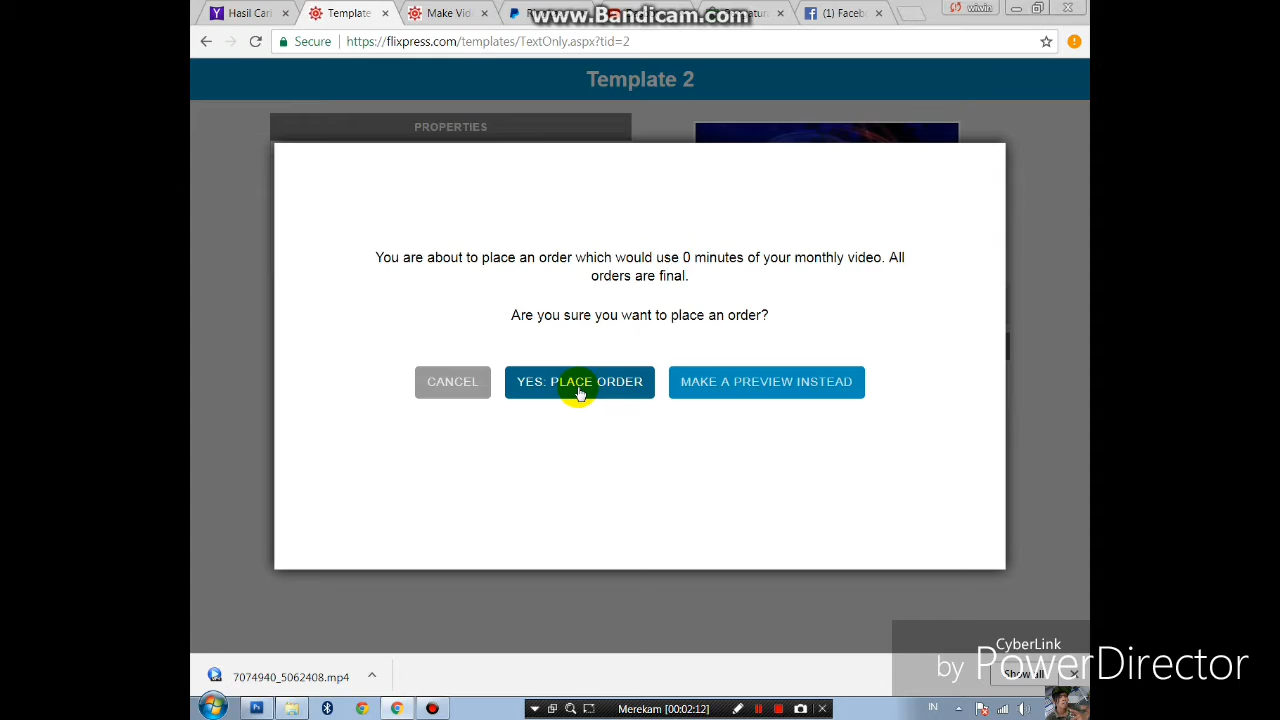 Hasil Cari
Template
Make Vid
(1) Faceb
wiwin
www.Bandicam.com
Secure
https://flixpress.com/templates/TextOnly.aspx?tid=2
Template 2
PROPERTIES
You are about to place an order which would use 0 minutes of your monthly video. All
orders are final.
Are you sure you want to place an order?
CANCEL
YES: PLACE ORDER
MAKE A PREVIEW INSTEAD
CyberLink
by PowerDirector
7074940_5062408.mp4
Show all
Merekam [00:02:12]
IN